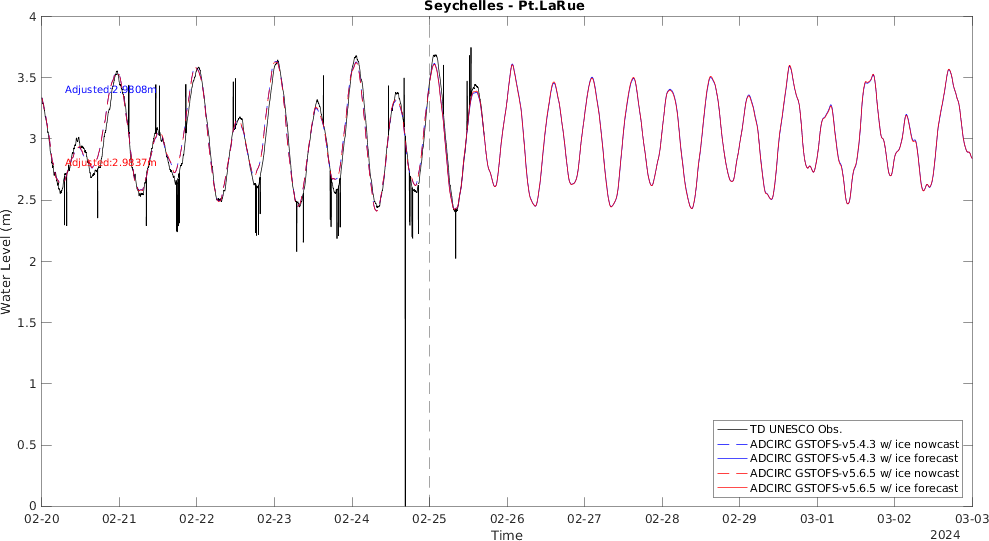 Seychelles - Pt.LaRue
4
3.5
3
2.5
2
1.5
1
0.5
0
Water Level (m)
Adjusted:2.9808m
Adjusted:2.9837m
TD UNESCO Obs.
ADCIRC GSTOFS-v5.4.3 w/ ice nowcast
ADCIRC GSTOFS-v5.4.3 w/ ice forecast
ADCIRC GSTOFS-v5.6.5 w/ ice nowcast
ADCIRC GSTOFS-v5.6.5 w/ ice forecast
02-20 02-21 02-22 02-23 02-24 02-25 02-26 02-27 02-28 02-29 03-01 03-02 03-03
Time
2024